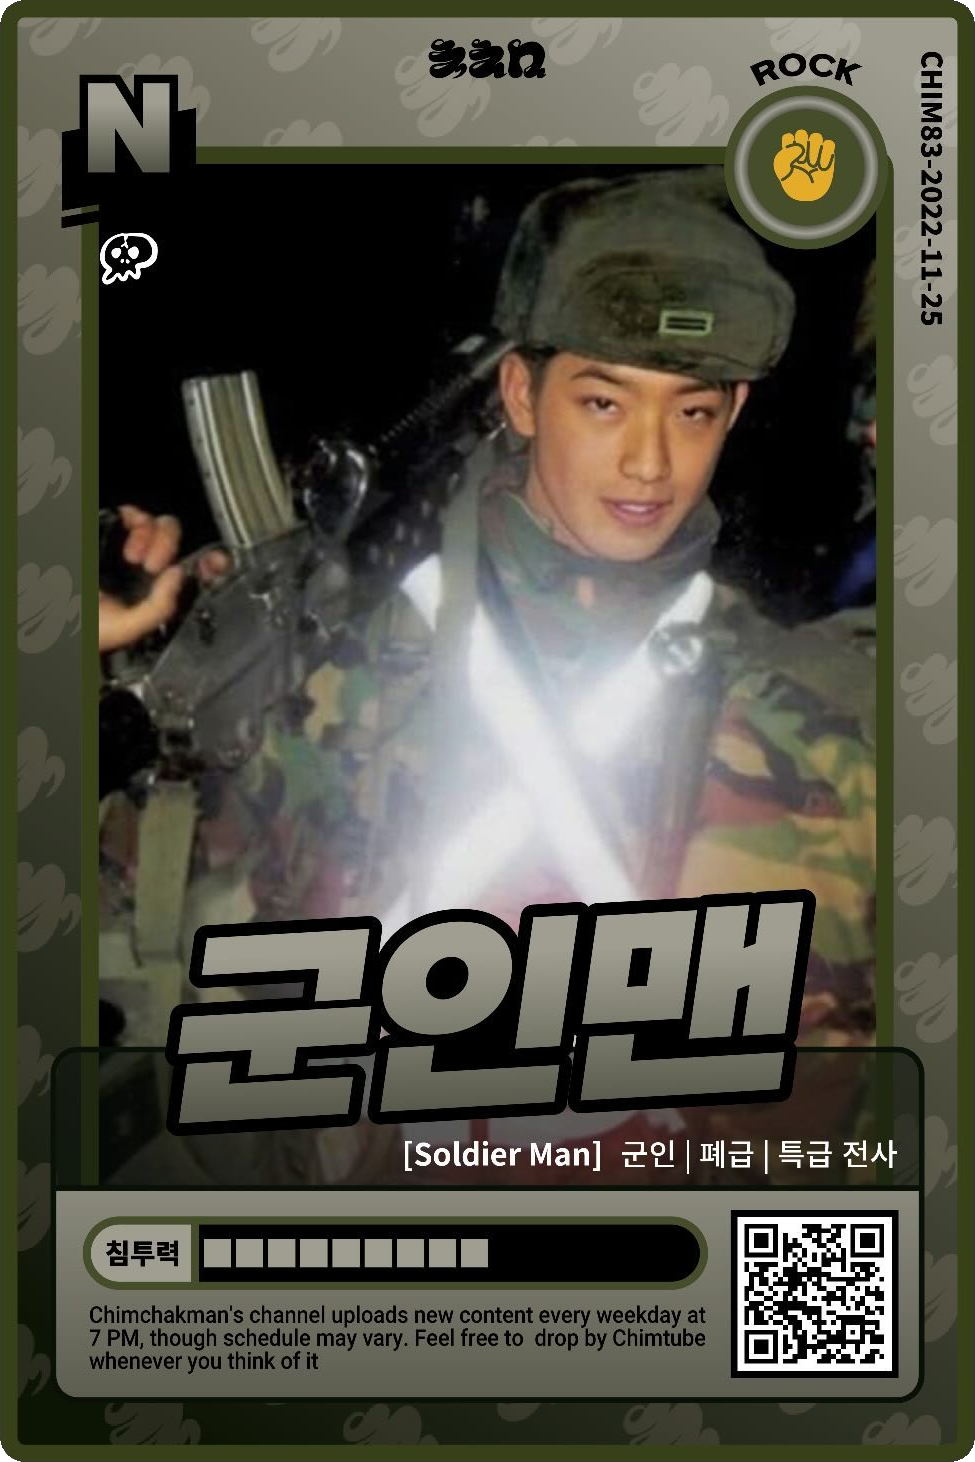 N
ROCK
CHIM83-2022-11-25
군인맨
[Soldier Man] 군인 | 폐급 | 특급 전사
침투력
Chimchakman's channel uploads new content every weekday at
7 PM, though schedule may vary. Feel free to drop by Chimtube
whenever you think of it